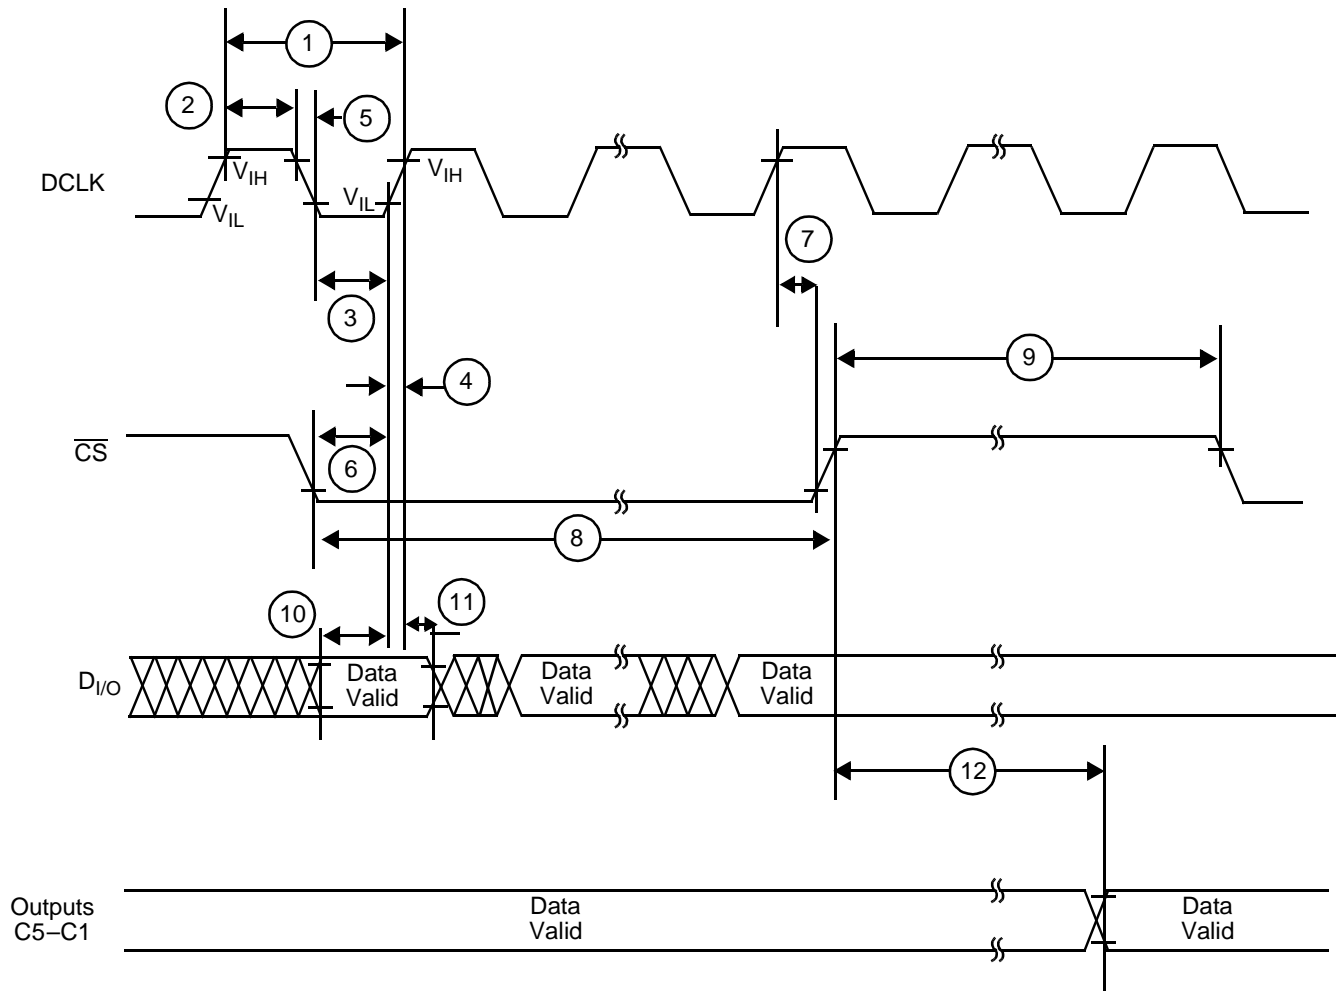 1
2
5
DCLK
VIH
VIL
VIL
VIH
7
3
4
9
CS
6
8
10
11
DI/O
Data
Valid
Data
Valid
Data
Valid
12
Outputs
C5–C1
Data
Valid
Data
Valid